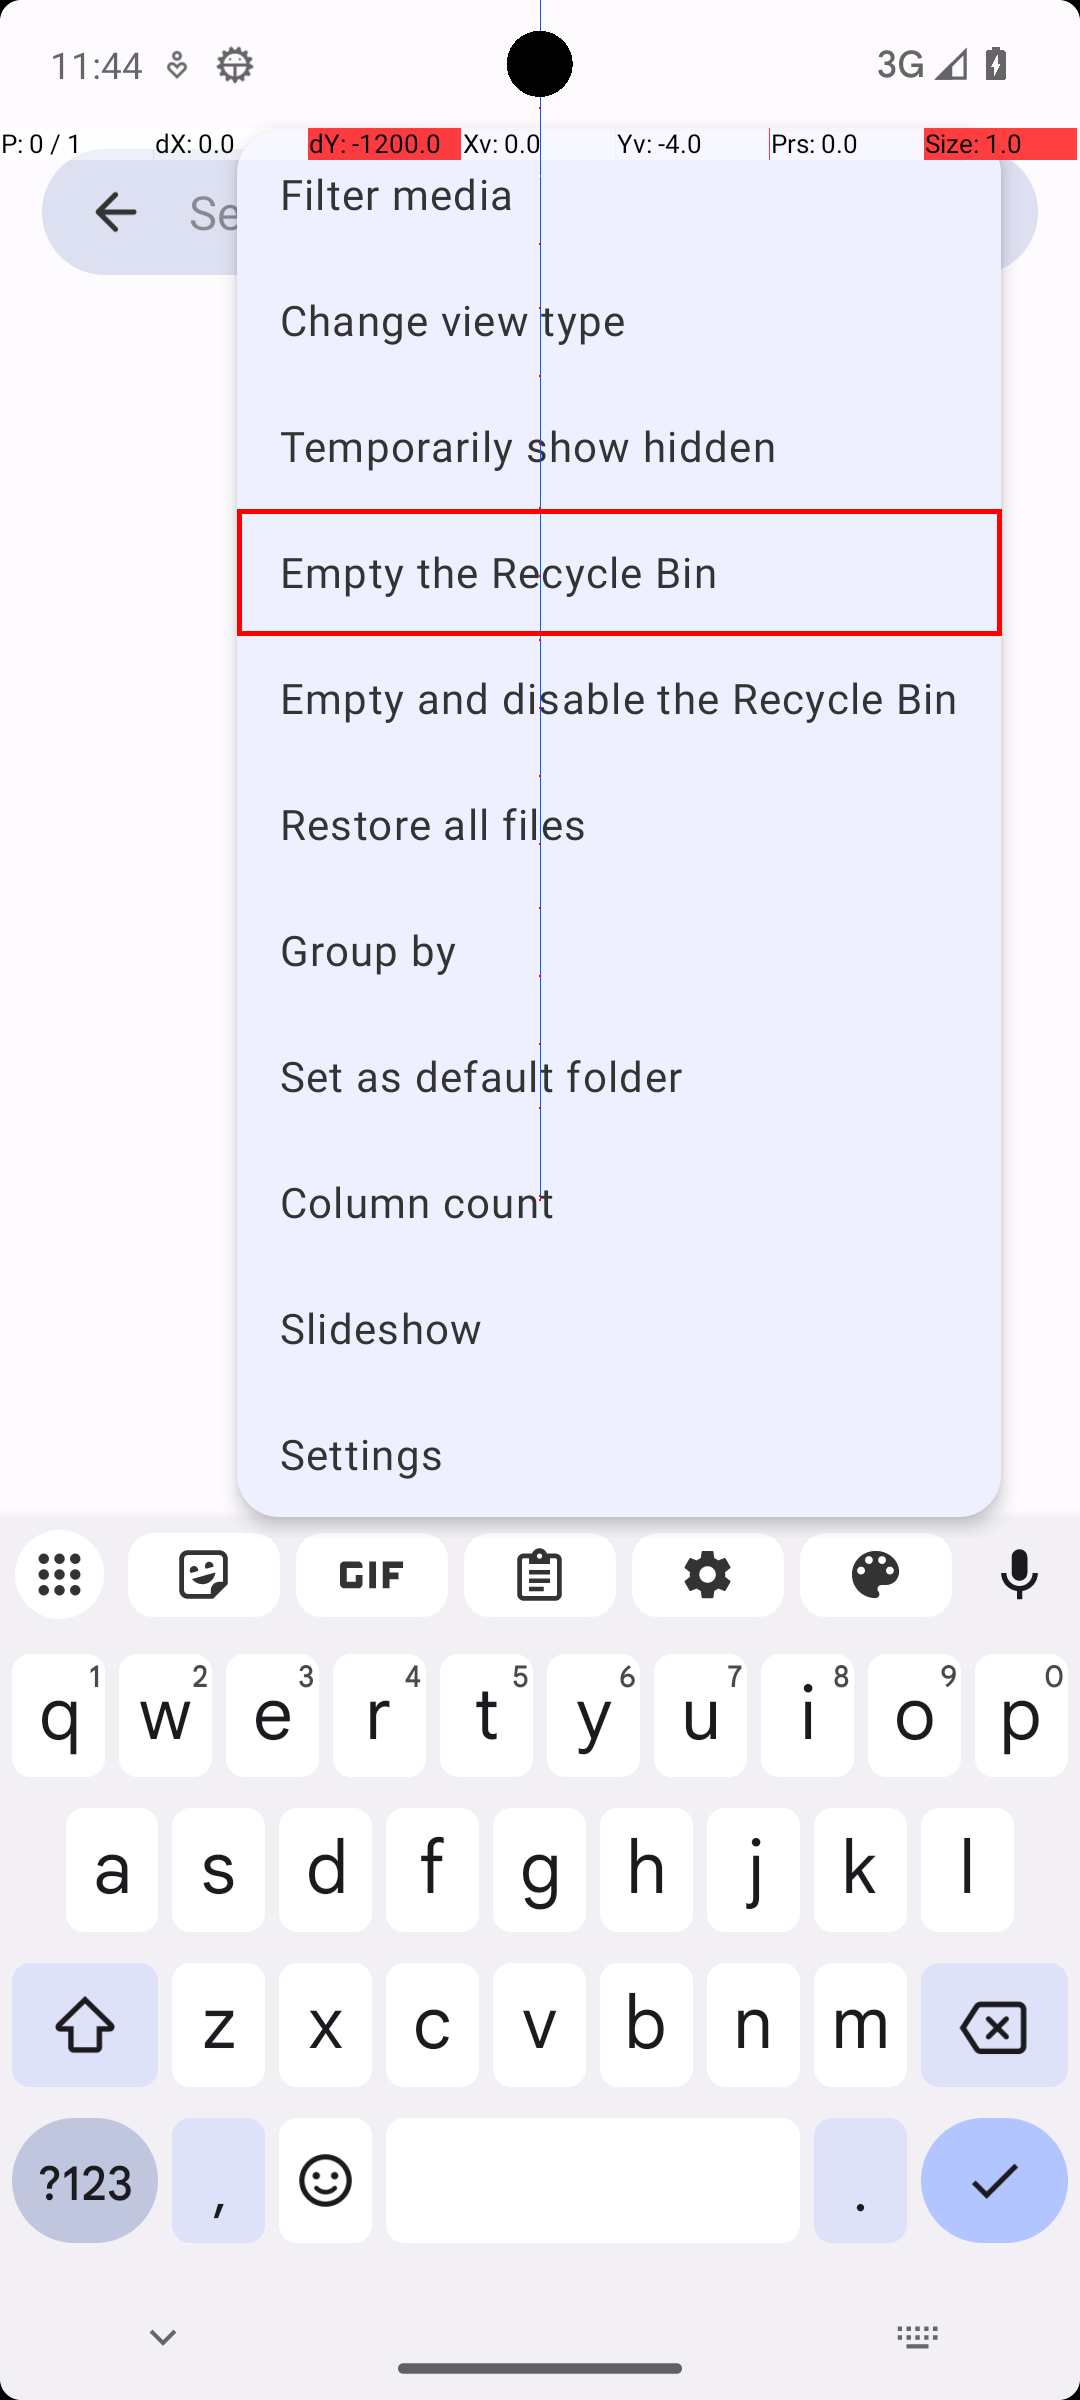 11:44
3G
P: 0 / 1 dX: 0.0 dY: -1200.0 Xv: 0.0 Yv: -4.0 Prs: 0.0 Size: 1.0
Se
Filter media
Change view type
Temporarily show hidden
Empty the Recycle Bin
Empty and disable the Recycle Bin
Restore all files
Group by
Set as default folder
Column count
Slideshow
Settings
GIF
q 1 w 2 e 3 r 4 t 5 y 6 u 7 i 8 o 9 p 0
a s d f g h j k l
z x c v b n m
?123 , .